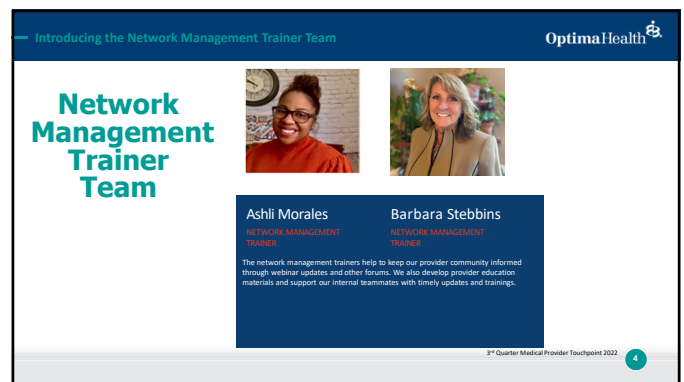 Introducing the Network Management Trainer Team
OptimaHealth
Network
Management
Trainer
Team
Ashli Morales
NETWORK MANAGEMENT
TRAINER
Barbara Stebbins
NETWORK MANAGEMENT
TRAINER
The network management trainers help to keep our provider community informed
through webinar updates and other forums. We also develop provider education
materials and support our internal teammates with timely updates and trainings.
3rd Quarter Medical Provider Touchpoint 2022
4